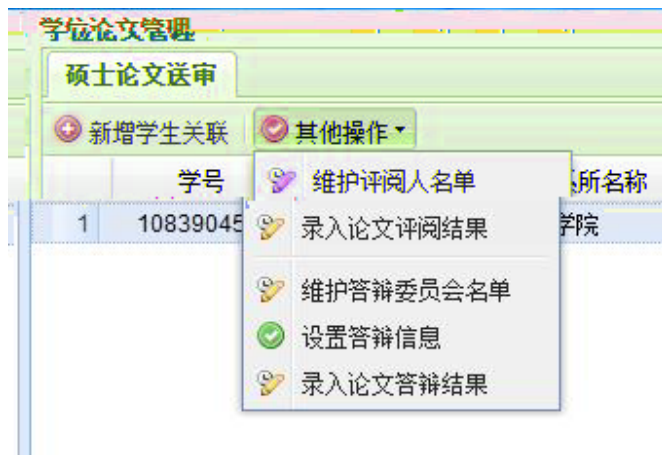 学位论文管理
硕士论文送审
新增学生关联 其他操作
学号 所名称
1 10839045 学院
维护评阅人名单
录入论文评阅结果
维护答辩委员会名单
设置答辩信息
录入论文答辩结果